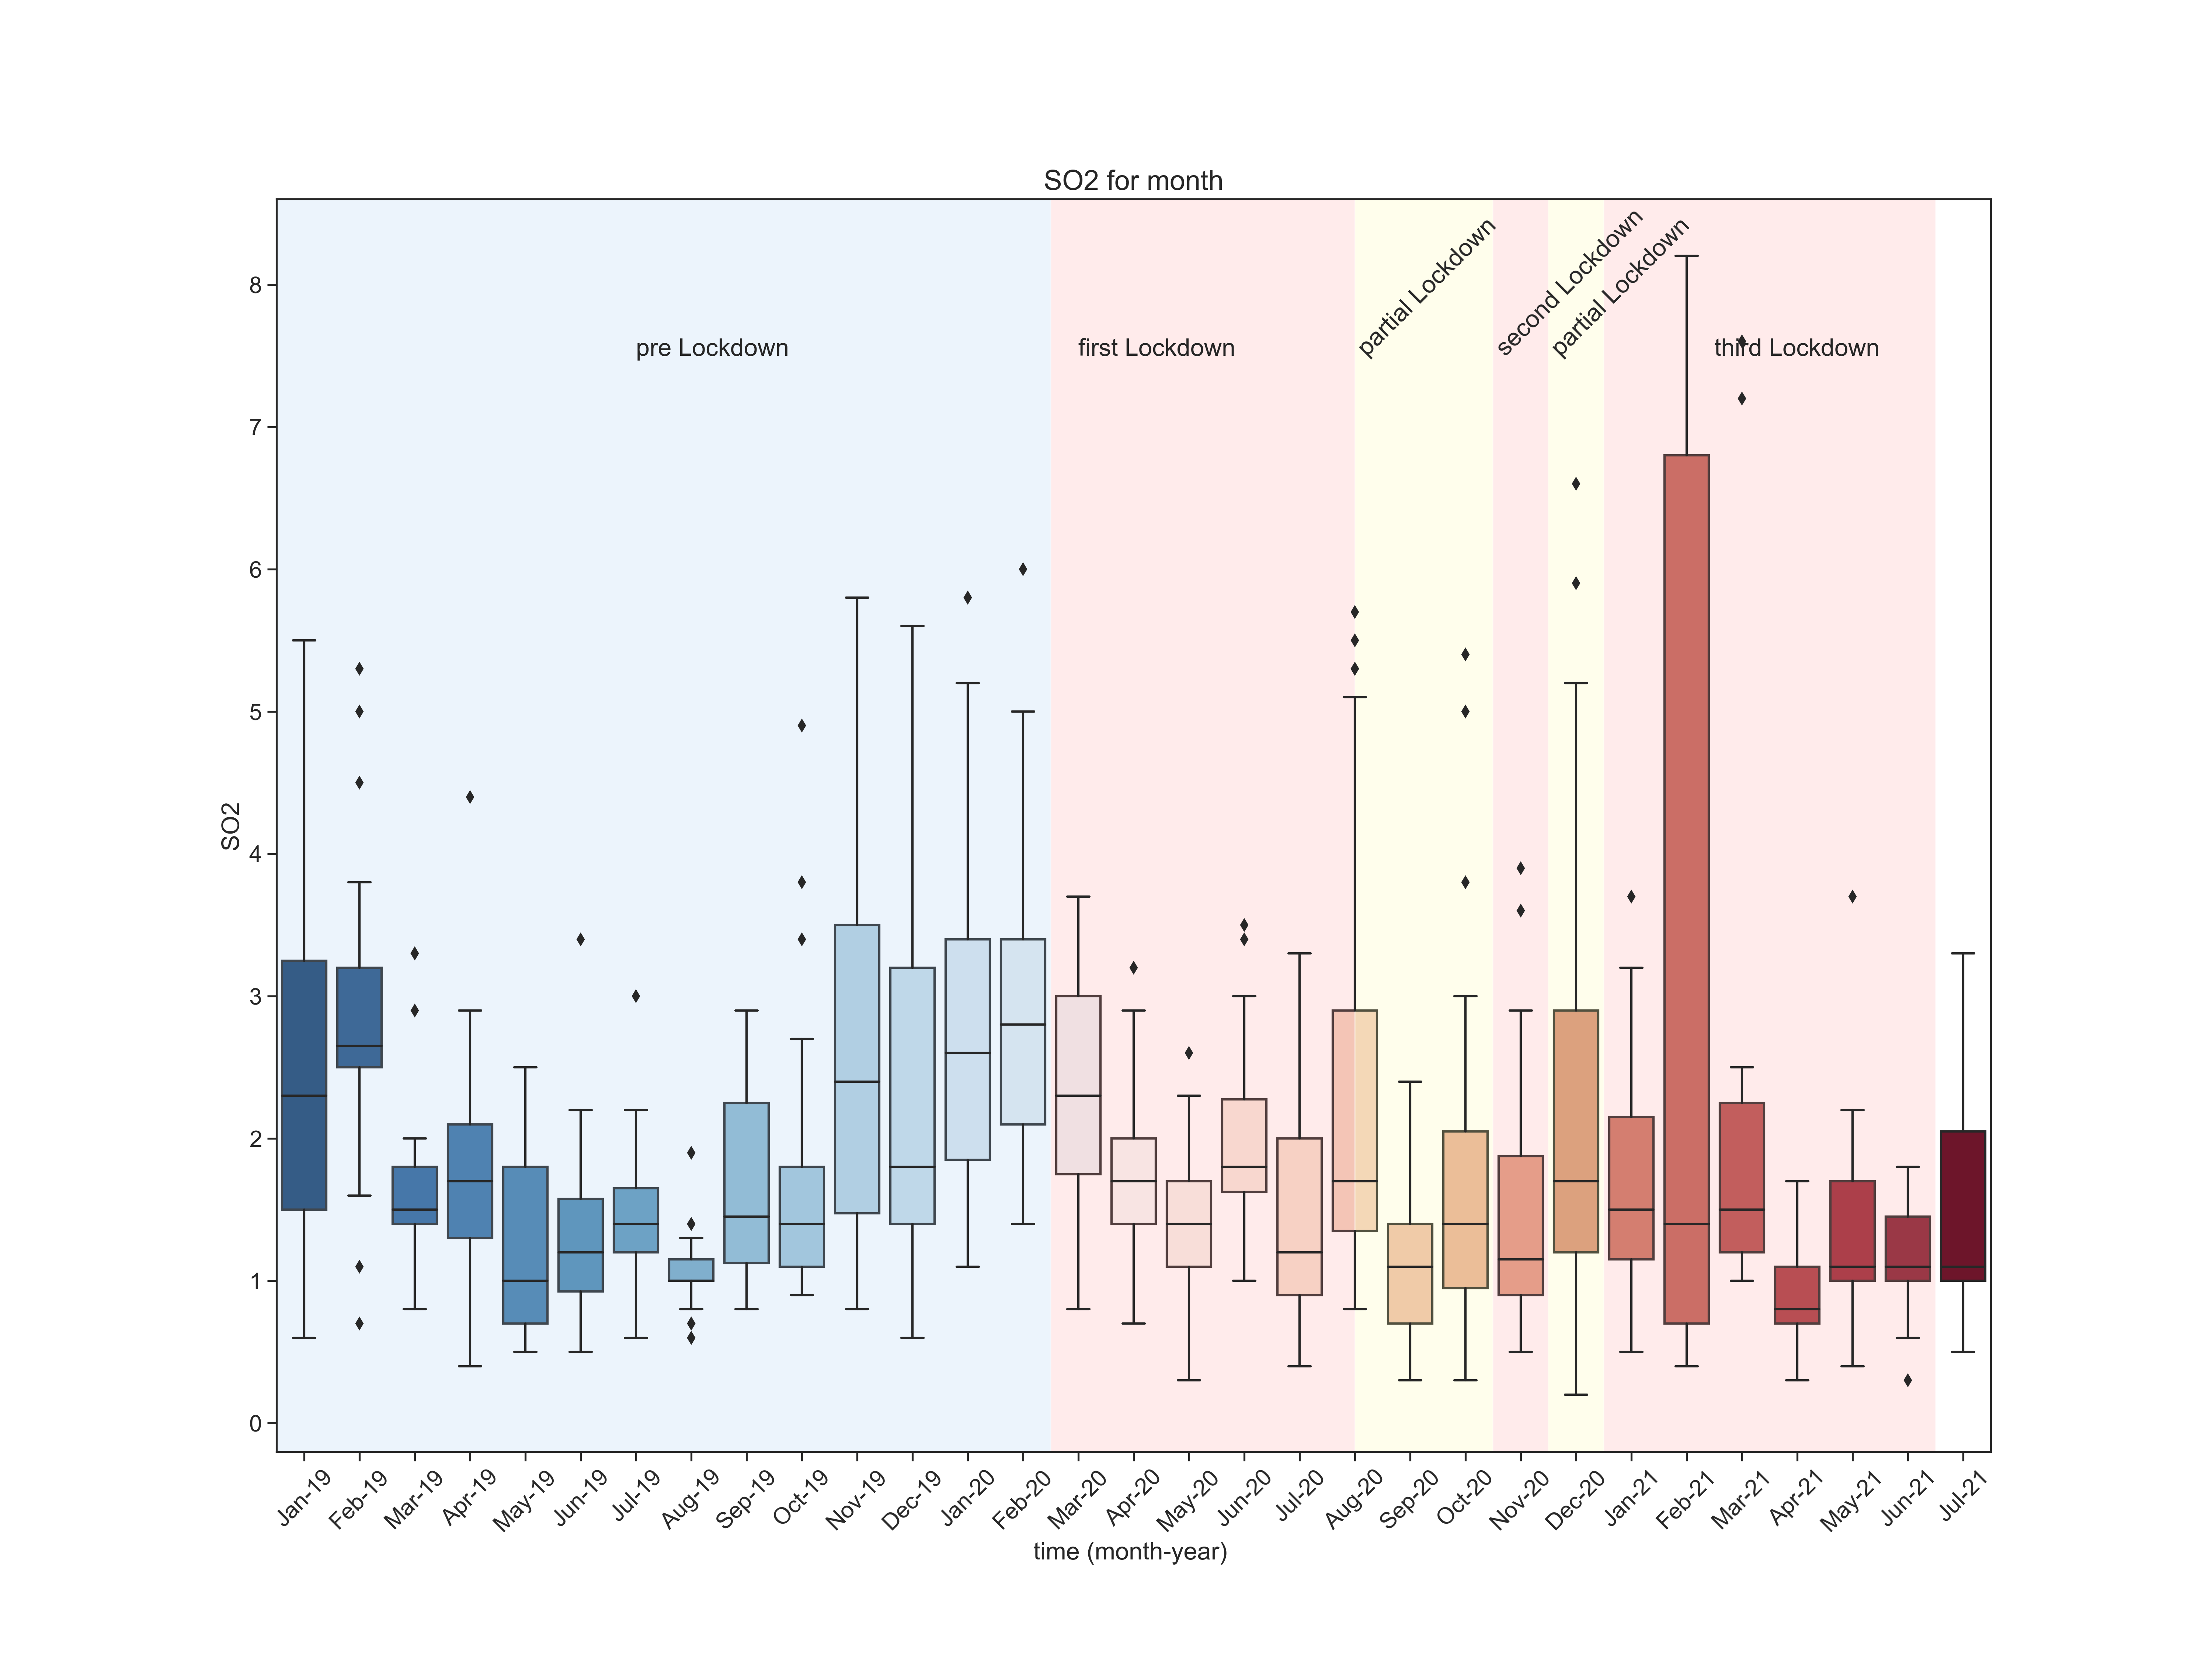 SO2 for month
partial Lockdown
second Lockdown
partial Lockdown
pre Lockdown
first Lockdown
third Lockdown
8
7
6
5
4
3
2
1
0
SO2
Jan-19
Feb-19
Mar-19
Apr-19
May-19
Jun-19
Jul-19
Aug-19
Sep-19
Oct-19
Nov-19
Dec-19
Jan-20
Feb-20
Mar-20
Apr-20
May-20
Jun-20
Jul-20
Aug-20
Sep-20
Oct-20
Nov-20
Dec-20
Jan-21
Feb-21
Mar-21
Apr-21
May-21
Jun-21
Jul-21
time (month-year)